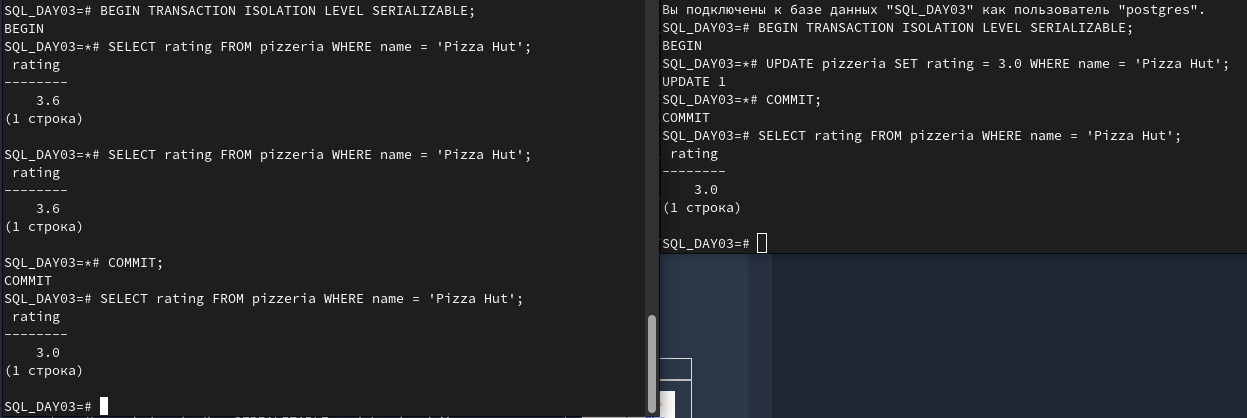 SQL_DAY03=# BEGIN TRANSACTION ISOLATION LEVEL SERIALIZABLE;
BEGIN
SQL_DAY03=*# SELECT rating FROM pizzeria WHERE name = 'Pizza Hut';
rating
--------
3.6
(1 строка)
SQL_DAY03=*# SELECT rating FROM pizzeria WHERE name = 'Pizza Hut';
rating
--------
3.6
(1 строка)
SQL_DAY03=*# COMMIT;
COMMIT
SQL_DAY03=# SELECT rating FROM pizzeria WHERE name = 'Pizza Hut';
rating
--------
3.0
(1 строка)
SQL_DAY03=#
Вы подключены к базе данных "SQL_DAY03" как пользователь "postgres".
SQL_DAY03=# BEGIN TRANSACTION ISOLATION LEVEL SERIALIZABLE;
BEGIN
SQL_DAY03=*# UPDATE pizzeria SET rating = 3.0 WHERE name = 'Pizza Hut';
UPDATE 1
SQL_DAY03=*# COMMIT;
COMMIT
SQL_DAY03=# SELECT rating FROM pizzeria WHERE name = 'Pizza Hut';
rating
--------
3.0
(1 строка)
SQL_DAY03=#